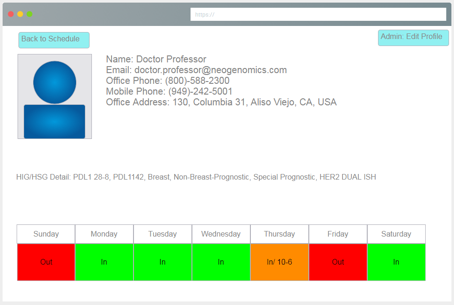 https://
Back to Schedule
Admin: Edit Profile
Name: Doctor Professor
Email: doctor.professor@neogenomics.com
Office Phone: (800)-588-2300
Mobile Phone: (949)-242-5001
Office Address: 130, Columbia 31, Aliso Viejo, CA, USA
HIG/HSG Detail: PDL1 28-8, PDL1142, Breast, Non-Breast-Prognostic, Special Prognostic, HER2 DUAL ISH
Sunday Monday Tuesday Wednesday Thursday Friday Saturday
Out In In In In/ 10-6 Out In